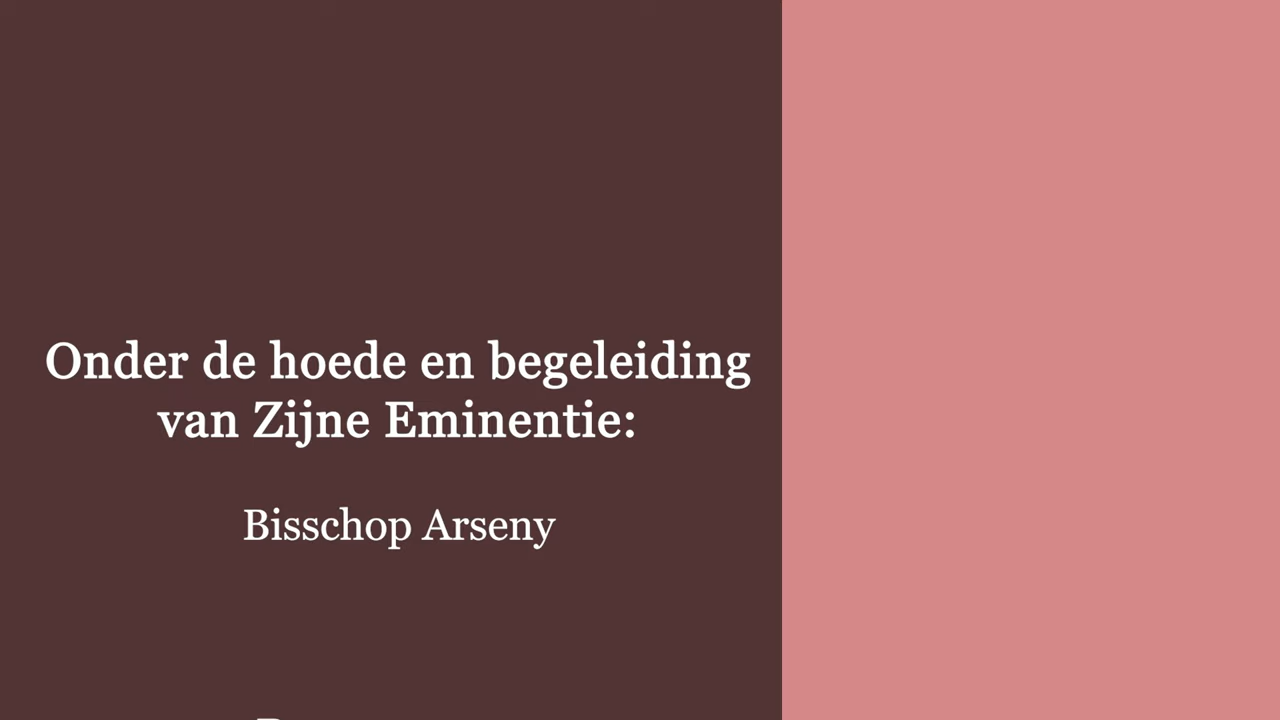 Onder de hoede en begeleiding
van Zijne Eminentie:
Bisschop Arseny